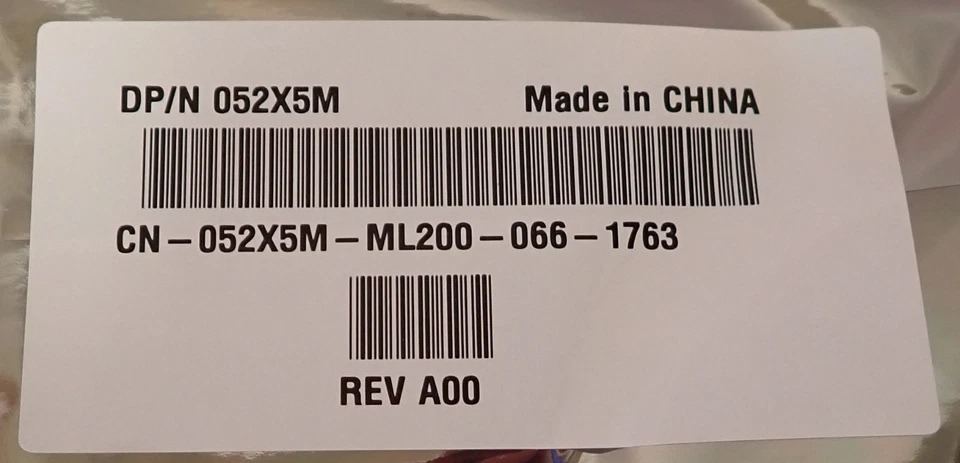 DP/N 052X5M Made in CHINA
CN-052X5M-ML200-066-1763
REV A00